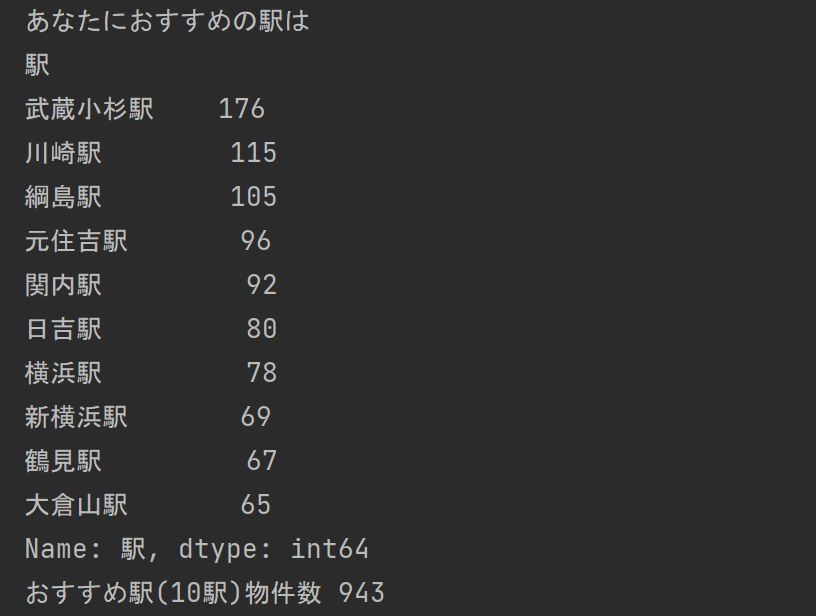 あなたにおすすめの駅は
駅
武蔵小杉駅 176
川崎駅 115
綱島駅 105
元住吉駅 96
関内駅 92
日吉駅 80
横浜駅 78
新横浜駅 69
鶴見駅 67
大倉山駅 65
Name: 駅, dtype: int64
おすすめ駅(10駅)物件数 943